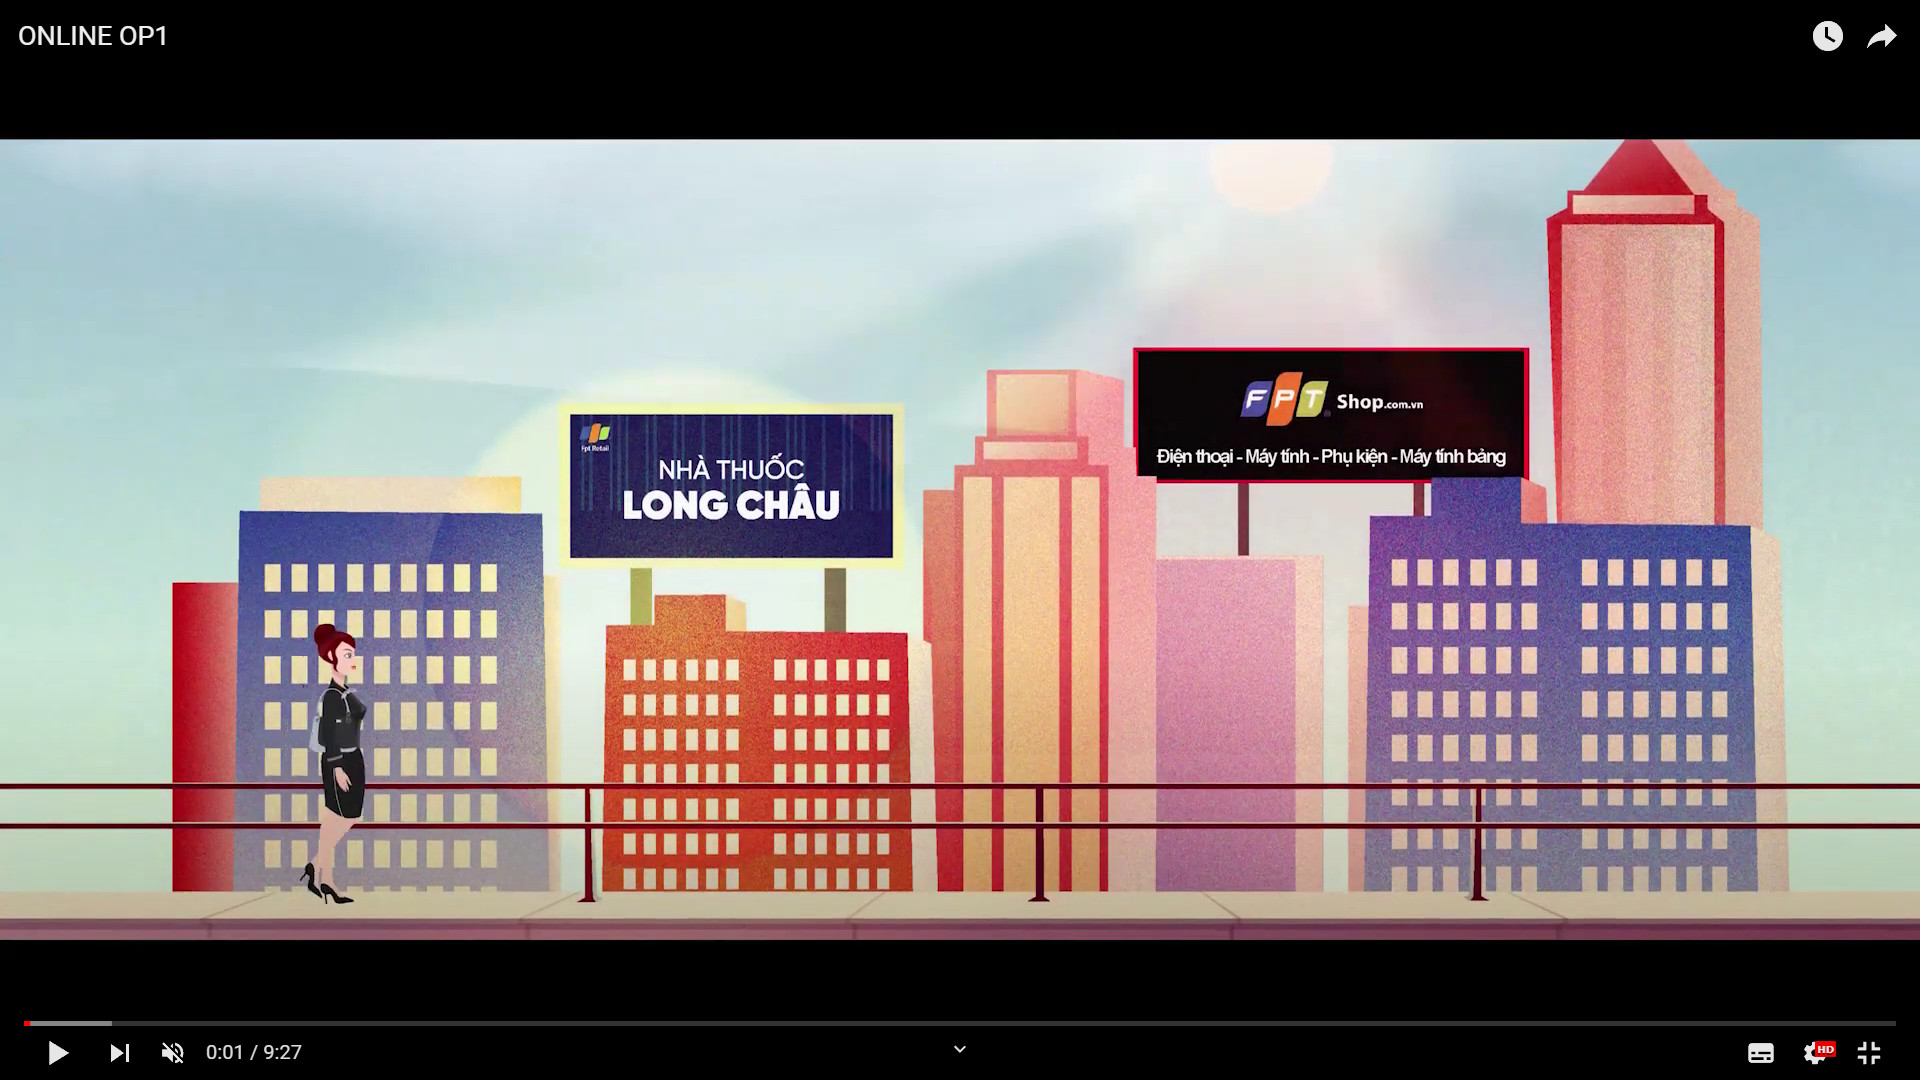 ONLINE OP1
Fpt Retail
NHÀ THUỐC
LONG CHÂU
FPT Shop.com.vn
Điện thoại - Máy tính - Phụ kiện - Máy tính bảng
0:01 / 9:27
HD